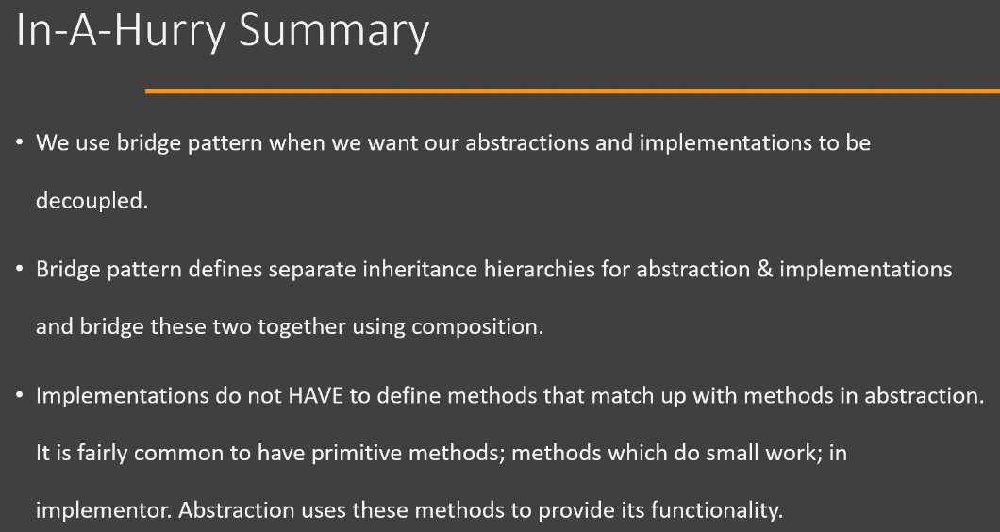 In-A-Hurry Summary
• We use bridge pattern when we want our abstractions and implementations to be
decoupled.
• Bridge pattern defines separate inheritance hierarchies for abstraction & implementations
and bridge these two together using composition.
• Implementations do not HAVE to define methods that match up with methods in abstraction.
It is fairly common to have primitive methods; methods which do small work; in
implementor. Abstraction uses these methods to provide its functionality.